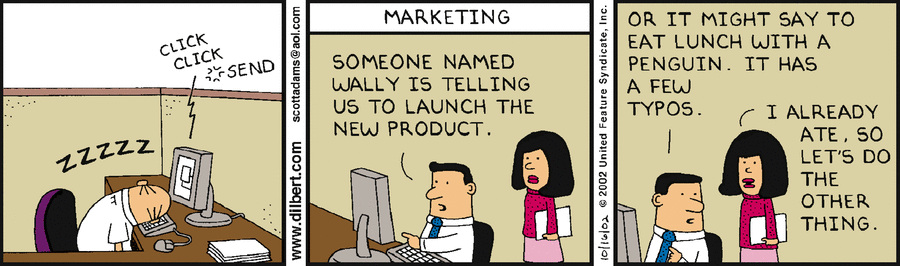 CLICK
CLICK
SEND
ZZZZZ
scottadams@aol.com
www.dilbert.com
MARKETING
SOMEONE NAMED
WALLY IS TELLING
US TO LAUNCH THE
NEW PRODUCT.
10/16/02 © 2002 United Feature Syndicate, Inc.
OR IT MIGHT SAY TO
EAT LUNCH WITH A
PENGUIN. IT HAS
A FEW
TYPOS.
I ALREADY
ATE, SO
LET'S DO
THE
OTHER
THING.